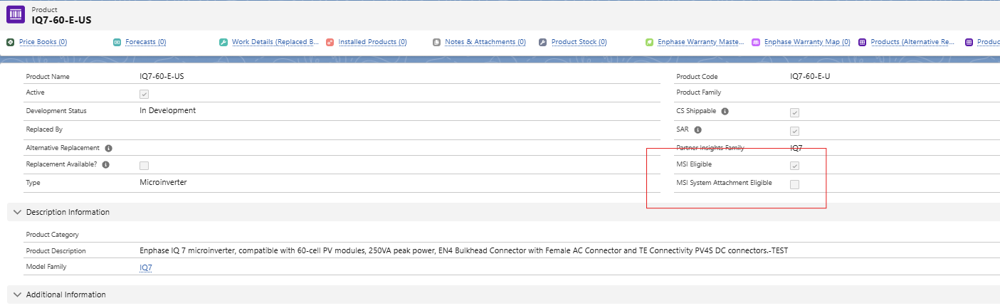 Product
IQ7-60-E-US
Price Books (0)
Forecasts (0)
Work Details (Replaced B...
Installed Products (0)
Notes & Attachments (0)
Product Stock (0)
Enphase Warranty Maste...
Enphase Warranty Map (0)
Products (Alternative Re...
Produc
Product Name IQ7-60-E-US
Product Code IQ7-60-E-U
Active
Product Family
Development Status In Development
CS Shippable
Replaced By
SAR
Alternative Replacement
Partner Insights Family IQ7
Replacement Available?
MSI Eligible
Type Microinverter
MSI System Attachment Eligible
Description Information
Product Category
Product Description Enphase IQ 7 microinverter, compatible with 60-cell PV modules, 250VA peak power, EN4 Bulkhead Connector with Female AC Connector and TE Connectivity PV4S DC connectors.-TEST
Model Family IQ7
Additional Information